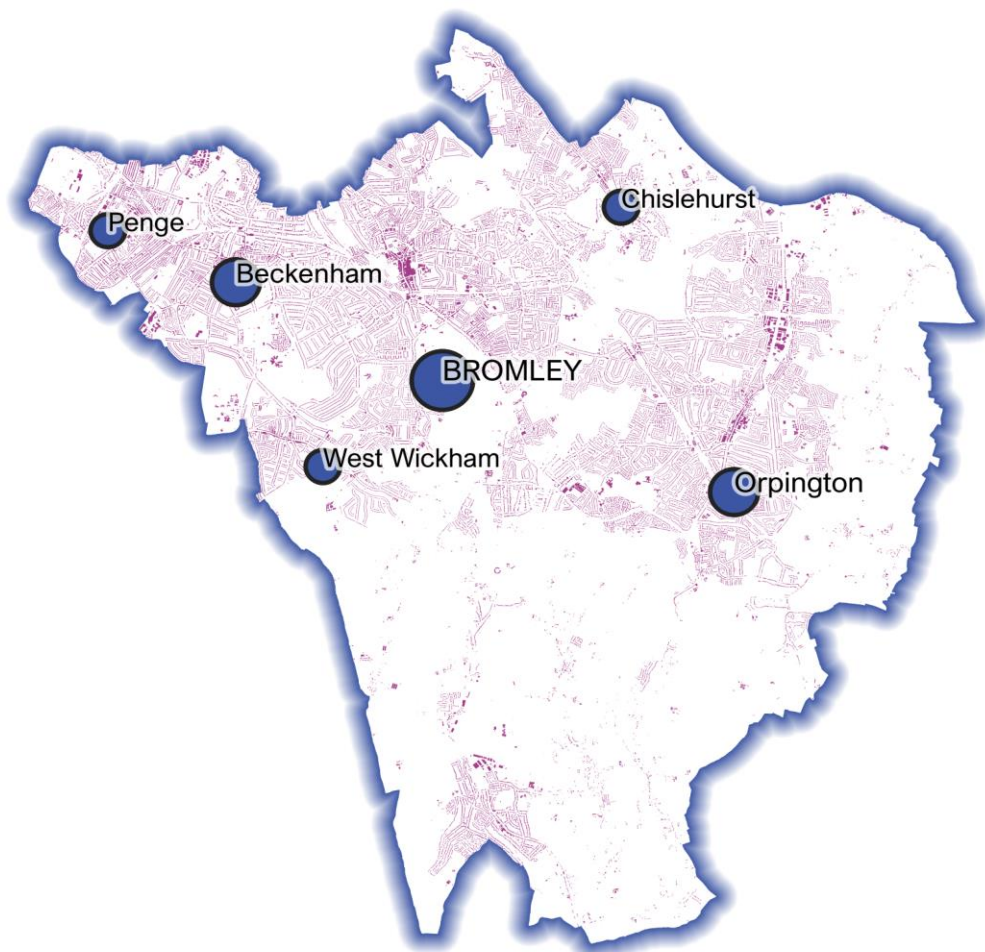 Chislehurst
Penge
Beckenham
BROMLEY
West Wickham
Orpington